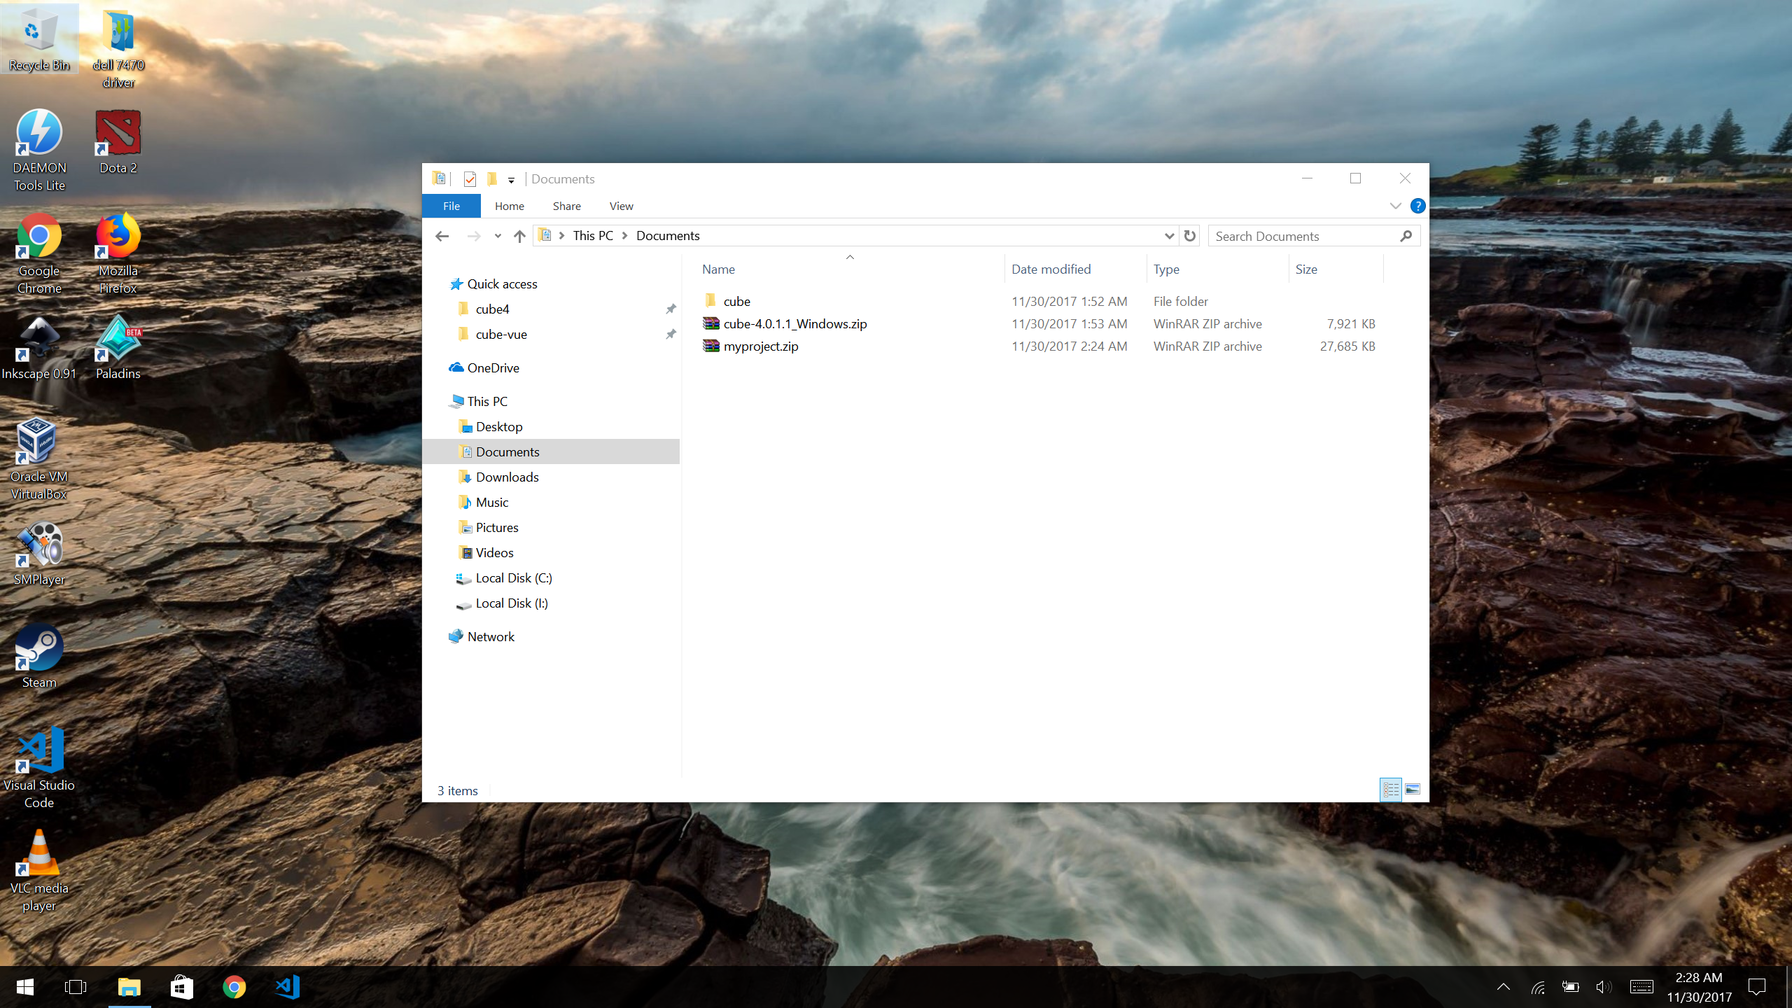 Recycle Bin
dell 7470
driver
DAEMON
Tools Lite
Dota 2
Google
Chrome
Mozilla
Firefox
Inkscape 0.91
BETA
Paladins
Oracle VM
VirtualBox
SMPlayer
Steam
Visual Studio
Code
VLC media
player
Documents
File Home Share View
This PC Documents
Search Documents
Name Date modified Type Size
Quick access
cube4
cube-vue
OneDrive
This PC
Desktop
Documents
Downloads
Music
Pictures
Videos
Local Disk (C:)
Local Disk (I:)
Network
cube 11/30/2017 1:52 AM File folder
cube-4.0.1.1_Windows.zip 11/30/2017 1:53 AM WinRAR ZIP archive 7,921 KB
myproject.zip 11/30/2017 2:24 AM WinRAR ZIP archive 27,685 KB
3 items
2:28 AM
11/30/2017